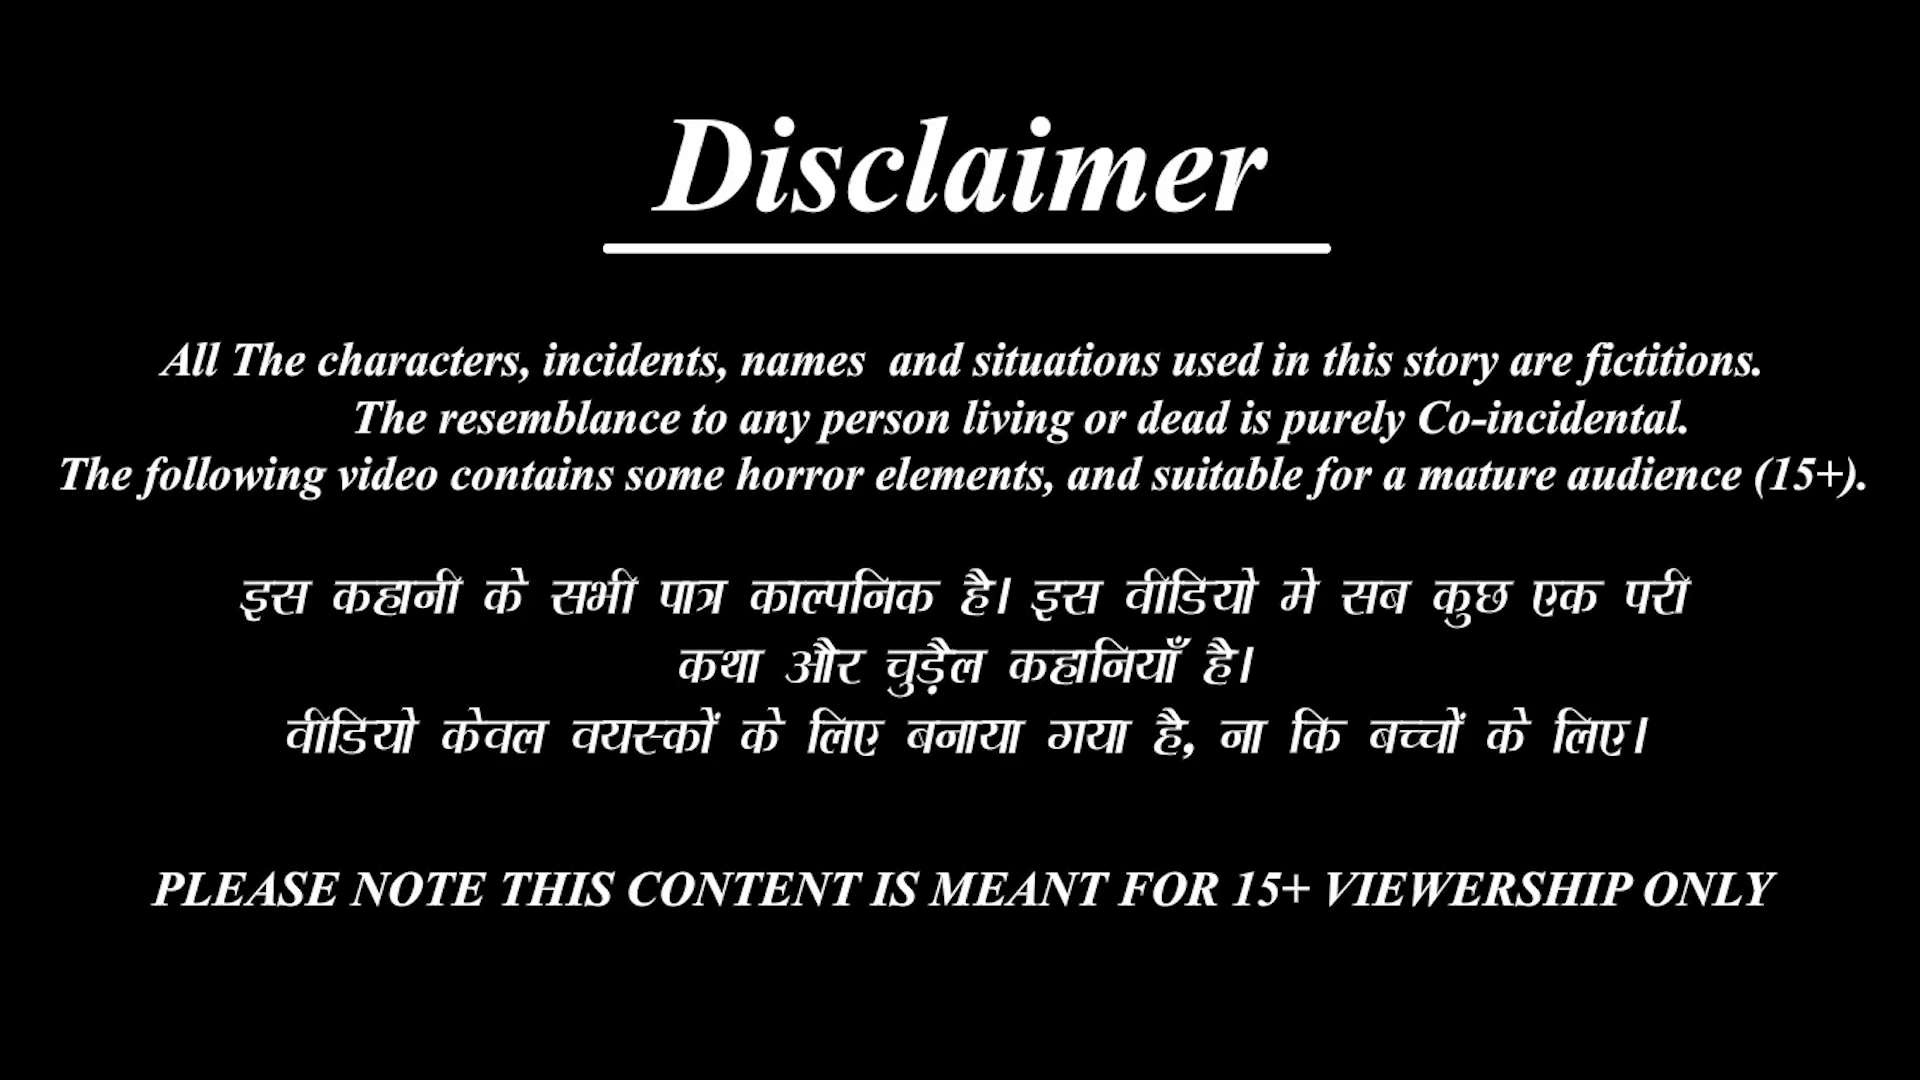 Disclaimer
All The characters, incidents, names  and situations used in this story are fictitions.
The resemblance to any person living or dead is purely Co-incidental.
The following video contains some horror elements, and suitable for a mature audience (15+).
इस कहानी के सभी पात्र काल्पनिक है। इस वीडियो मे सब कुछ एक परी
कथा और चुड़ैल कहानियाँ है।
वीडियो केवल वयस्कों के लिए बनाया गया है, ना कि बच्चों के लिए।
PLEASE NOTE THIS CONTENT IS MEANT FOR 15+ VIEWERSHIP ONLY